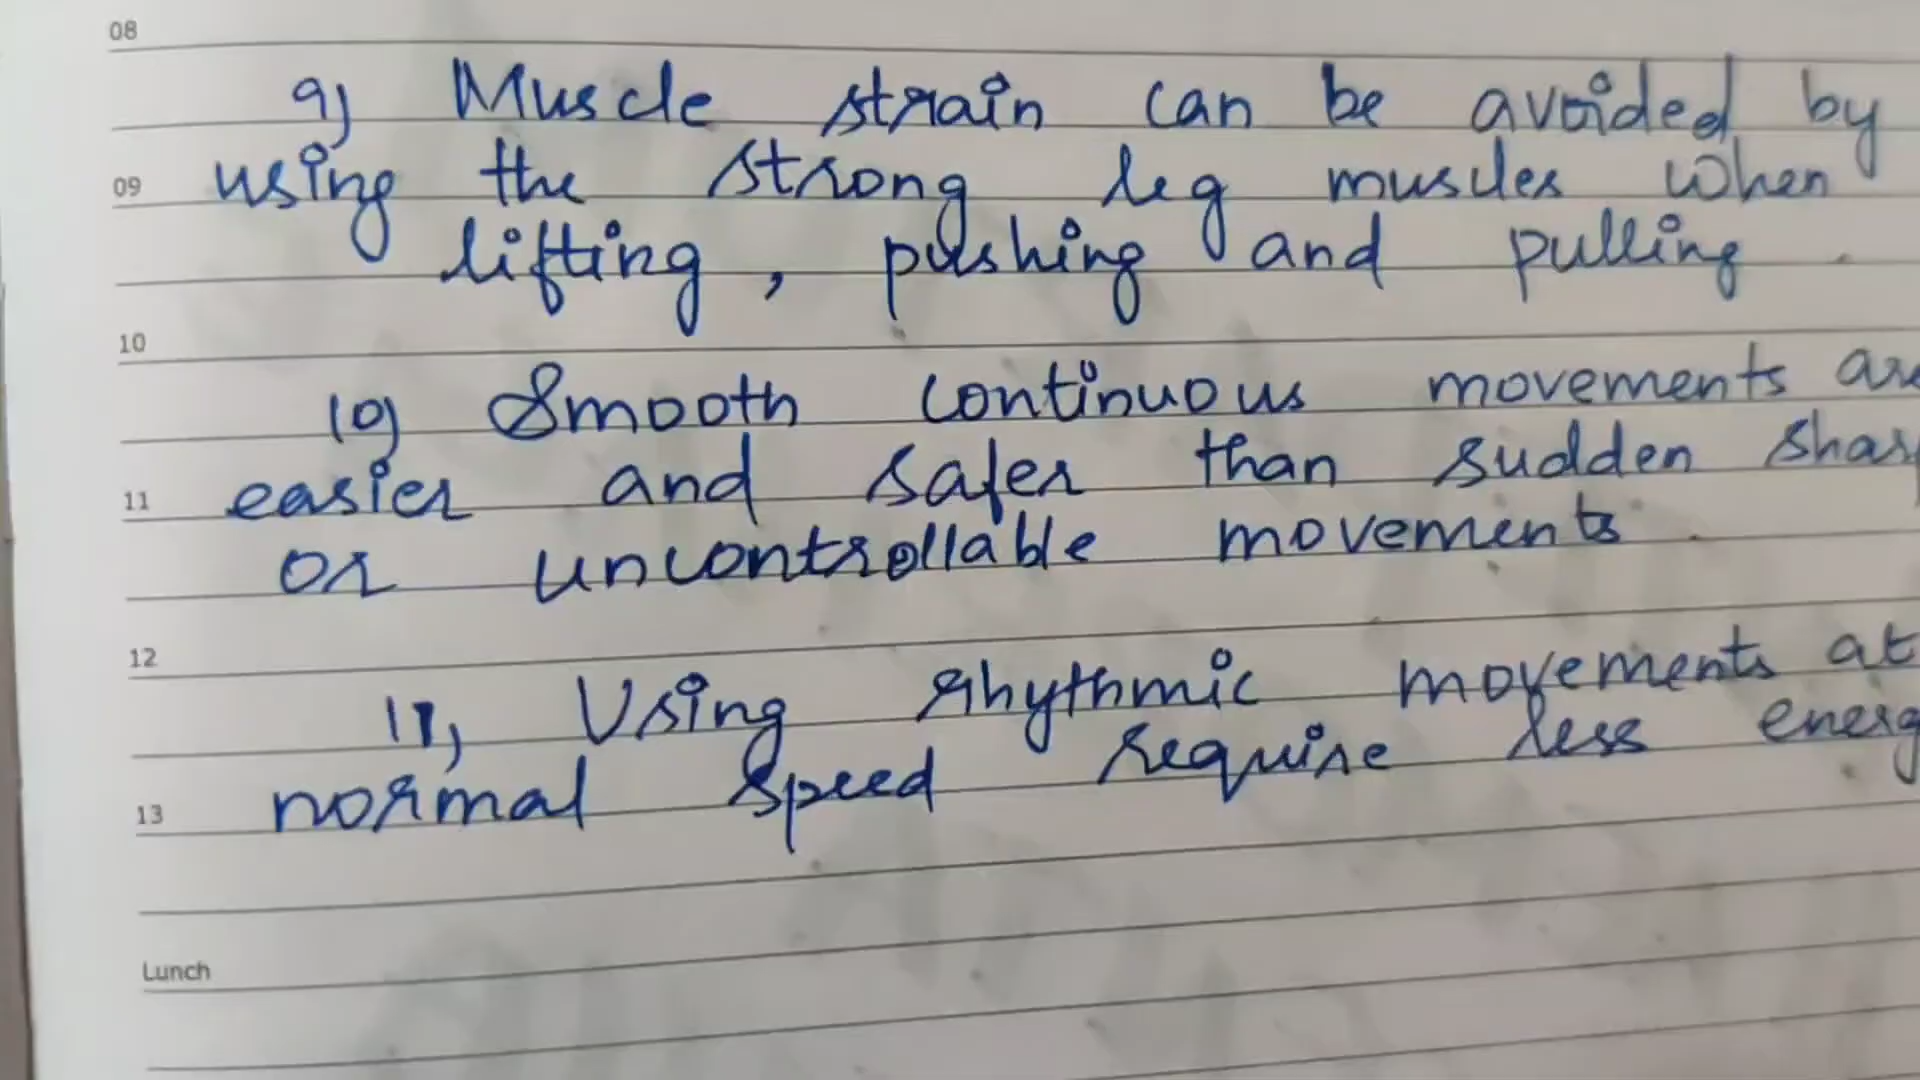 08
9) Muscle strain can be avoided by
09 using the strong leg muscles when
lifting, pushing and pulling.
10
10) Smooth continuous movements are
11 easier and safer than sudden shar
or uncontrollable movements.
12
11, Using rhythmic movements at
13 normal speed require less energ
Lunch